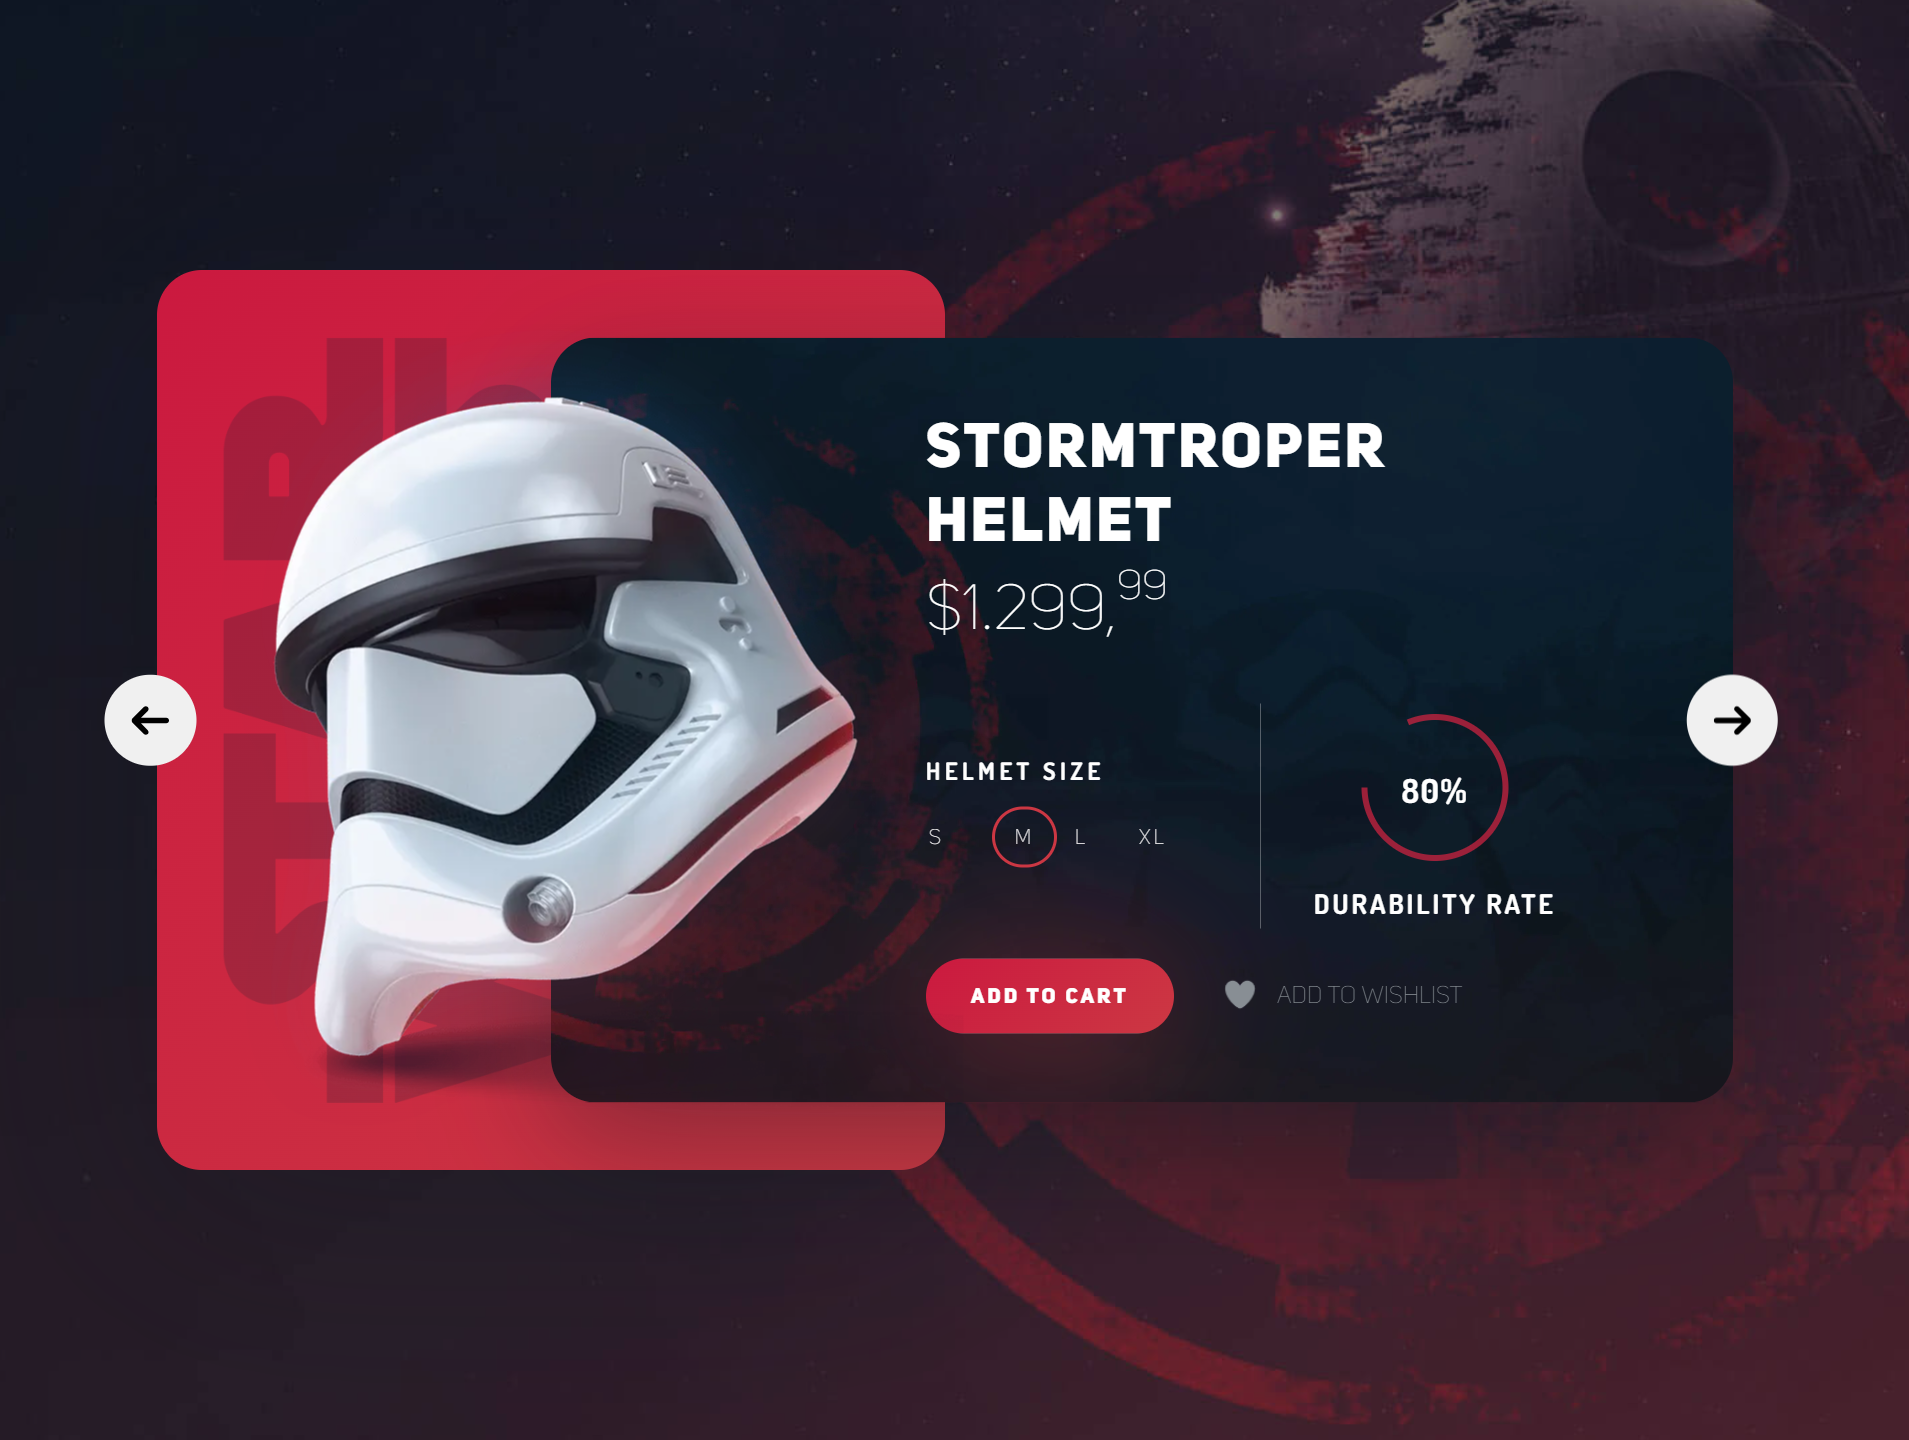 STORMTROPER
HELMET
$1.299,99
HELMET SIZE
S M L XL
80%
DURABILITY RATE
ADD TO CART
ADD TO WISHLIST